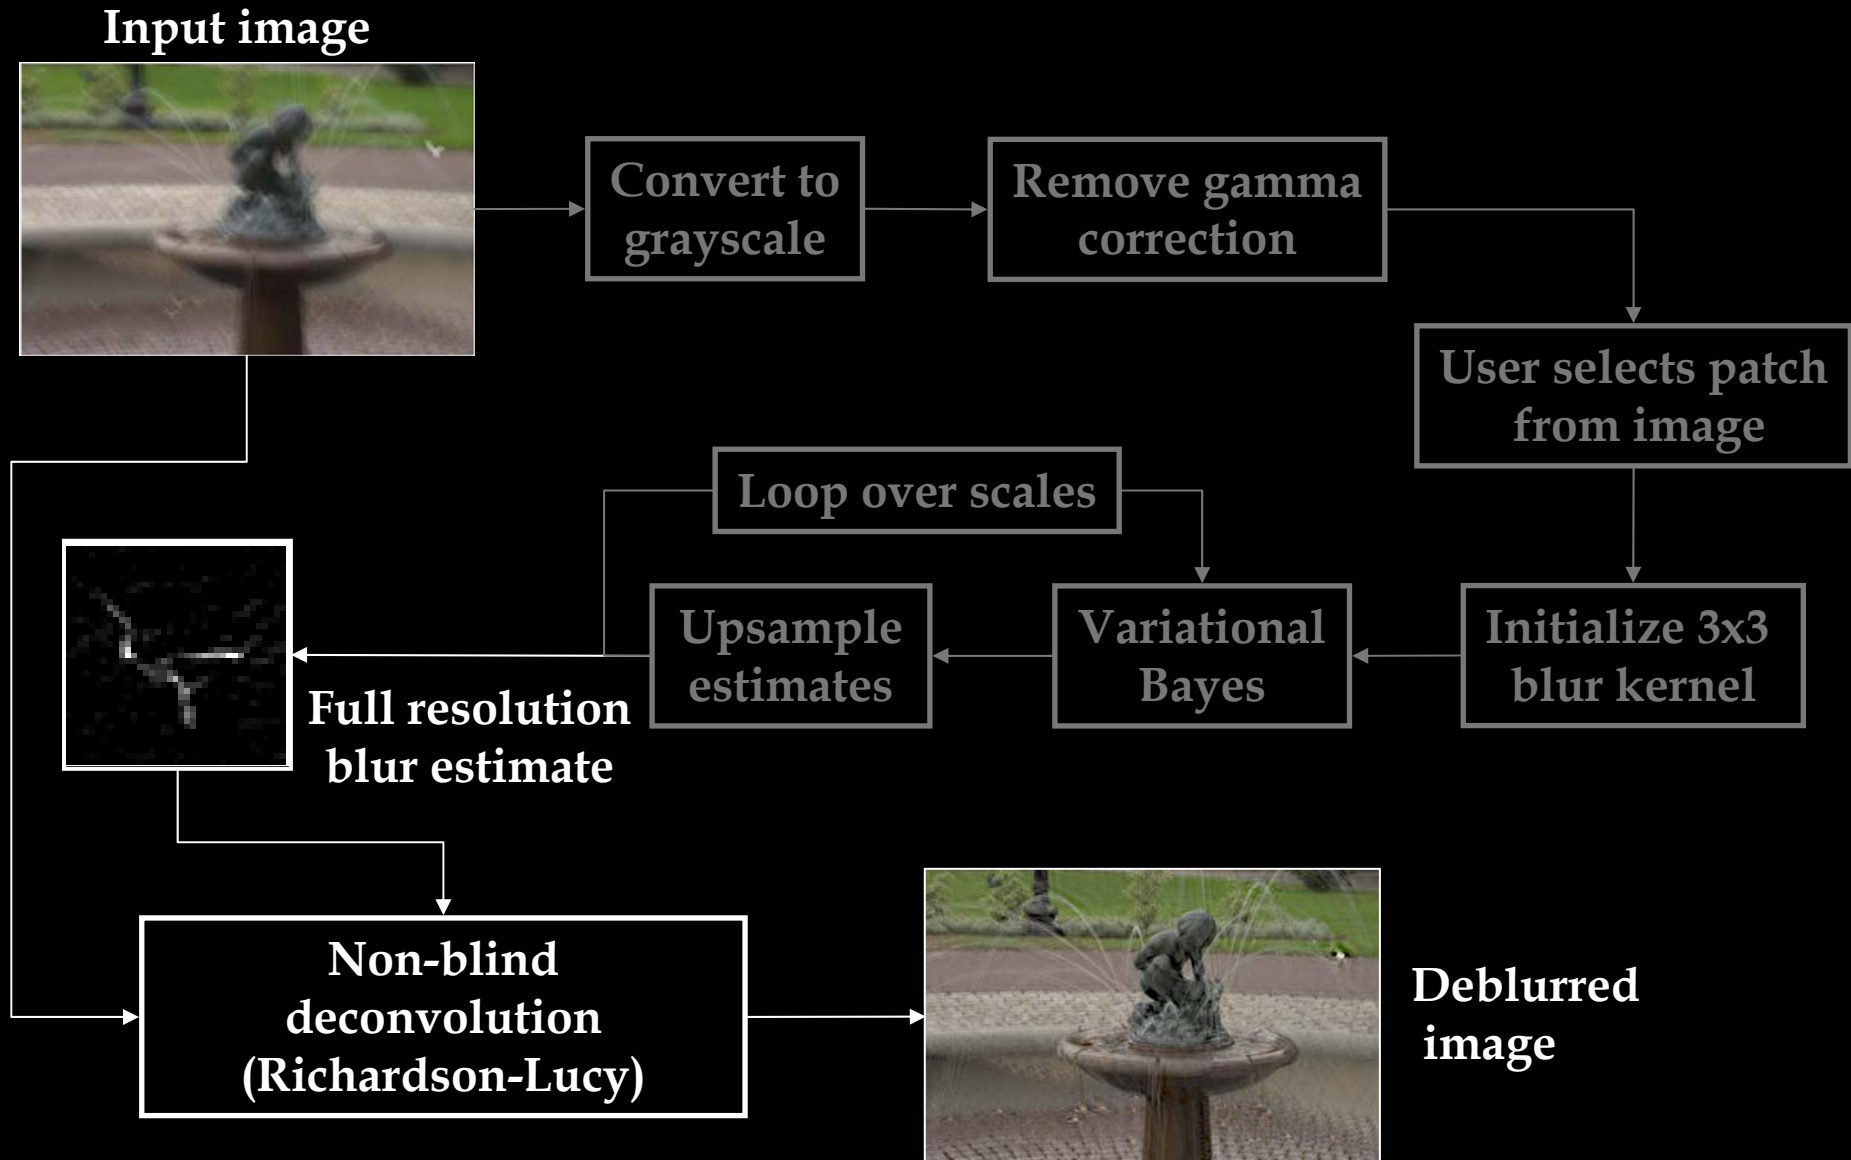 Input image
Convert to
grayscale
Remove gamma
correction
User selects patch
from image
Loop over scales
Initialize 3x3
blur kernel
Variational
Bayes
Upsample
estimates
Full resolution
blur estimate
Non-blind
deconvolution
(Richardson-Lucy)
Deblurred
image